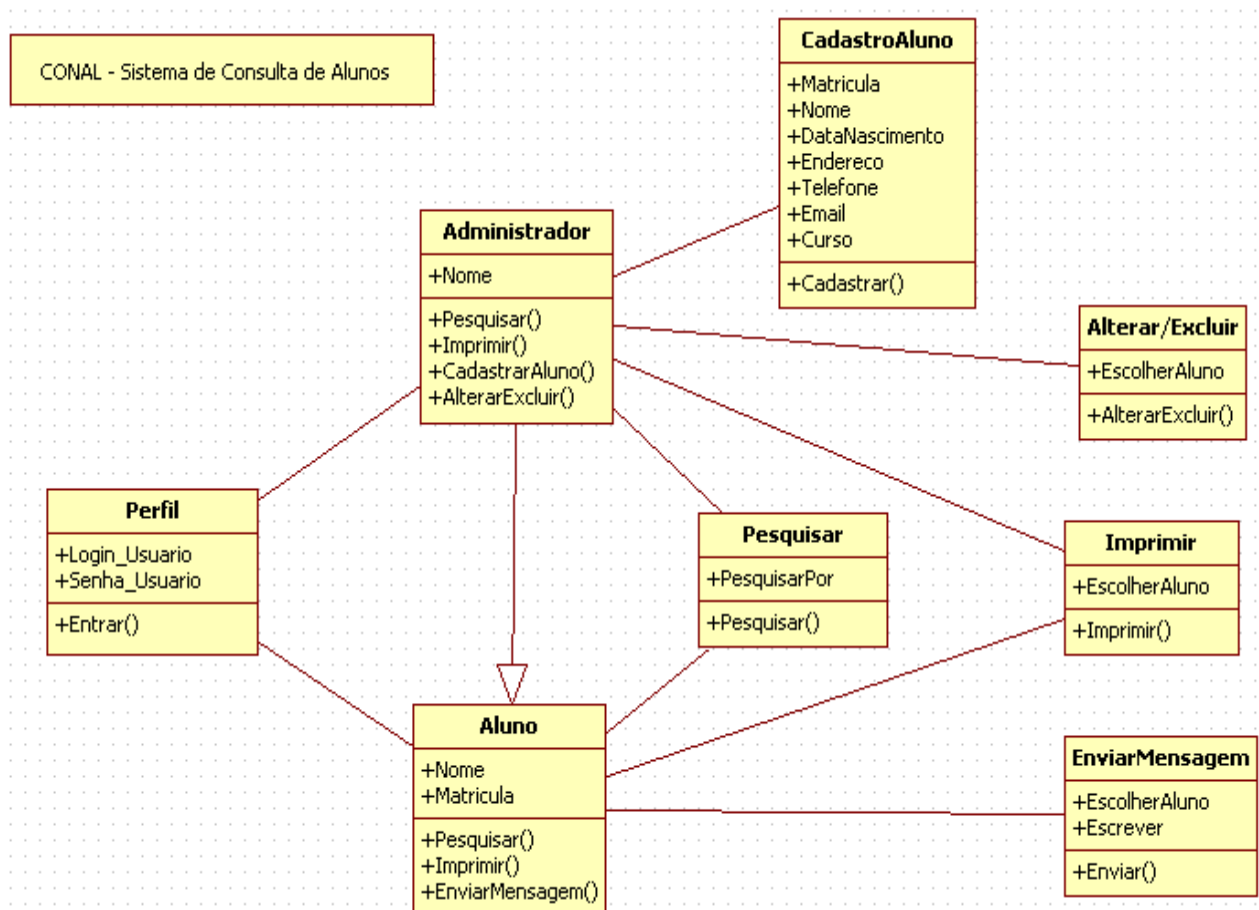 CONAL - Sistema de Consulta de Alunos
CadastroAluno
+Matricula
+Nome
+DataNascimento
+Endereco
+Telefone
+Email
+Curso
+Cadastrar()
Administrador
+Nome
+Pesquisar()
+Imprimir()
+CadastrarAluno()
+AlterarExcluir()
Alterar/Excluir
+EscolherAluno
+AlterarExcluir()
Perfil
+Login_Usuario
+Senha_Usuario
+Entrar()
Pesquisar
+PesquisarPor
+Pesquisar()
Imprimir
+EscolherAluno
+Imprimir()
Aluno
+Nome
+Matricula
+Pesquisar()
+Imprimir()
+EnviarMensagem()
EnviarMensagem
+EscolherAluno
+Escrever
+Enviar()